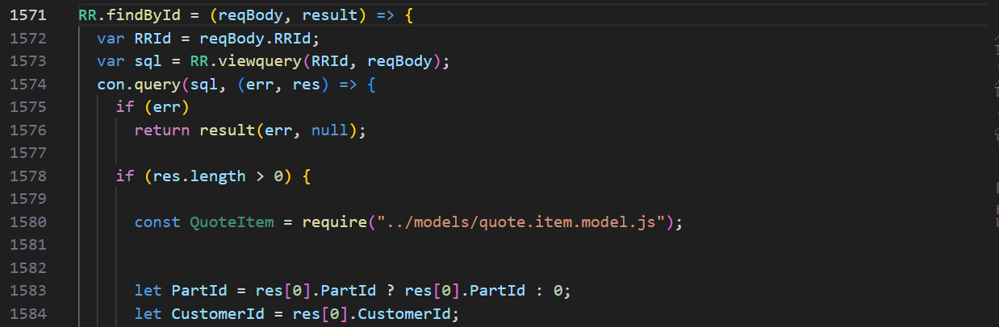 1571 RR.findById = (reqBody, result) => {
1572 var RRId = reqBody.RRId;
1573 var sql = RR.viewquery(RRId, reqBody);
1574 con.query(sql, (err, res) => {
1575 if (err)
1576 return result(err, null);
1577
1578 if (res.length > 0) {
1579
1580 const QuoteItem = require("../models/quote.item.model.js");
1581
1582
1583 let PartId = res[0].PartId ? res[0].PartId : 0;
1584 let CustomerId = res[0].CustomerId;